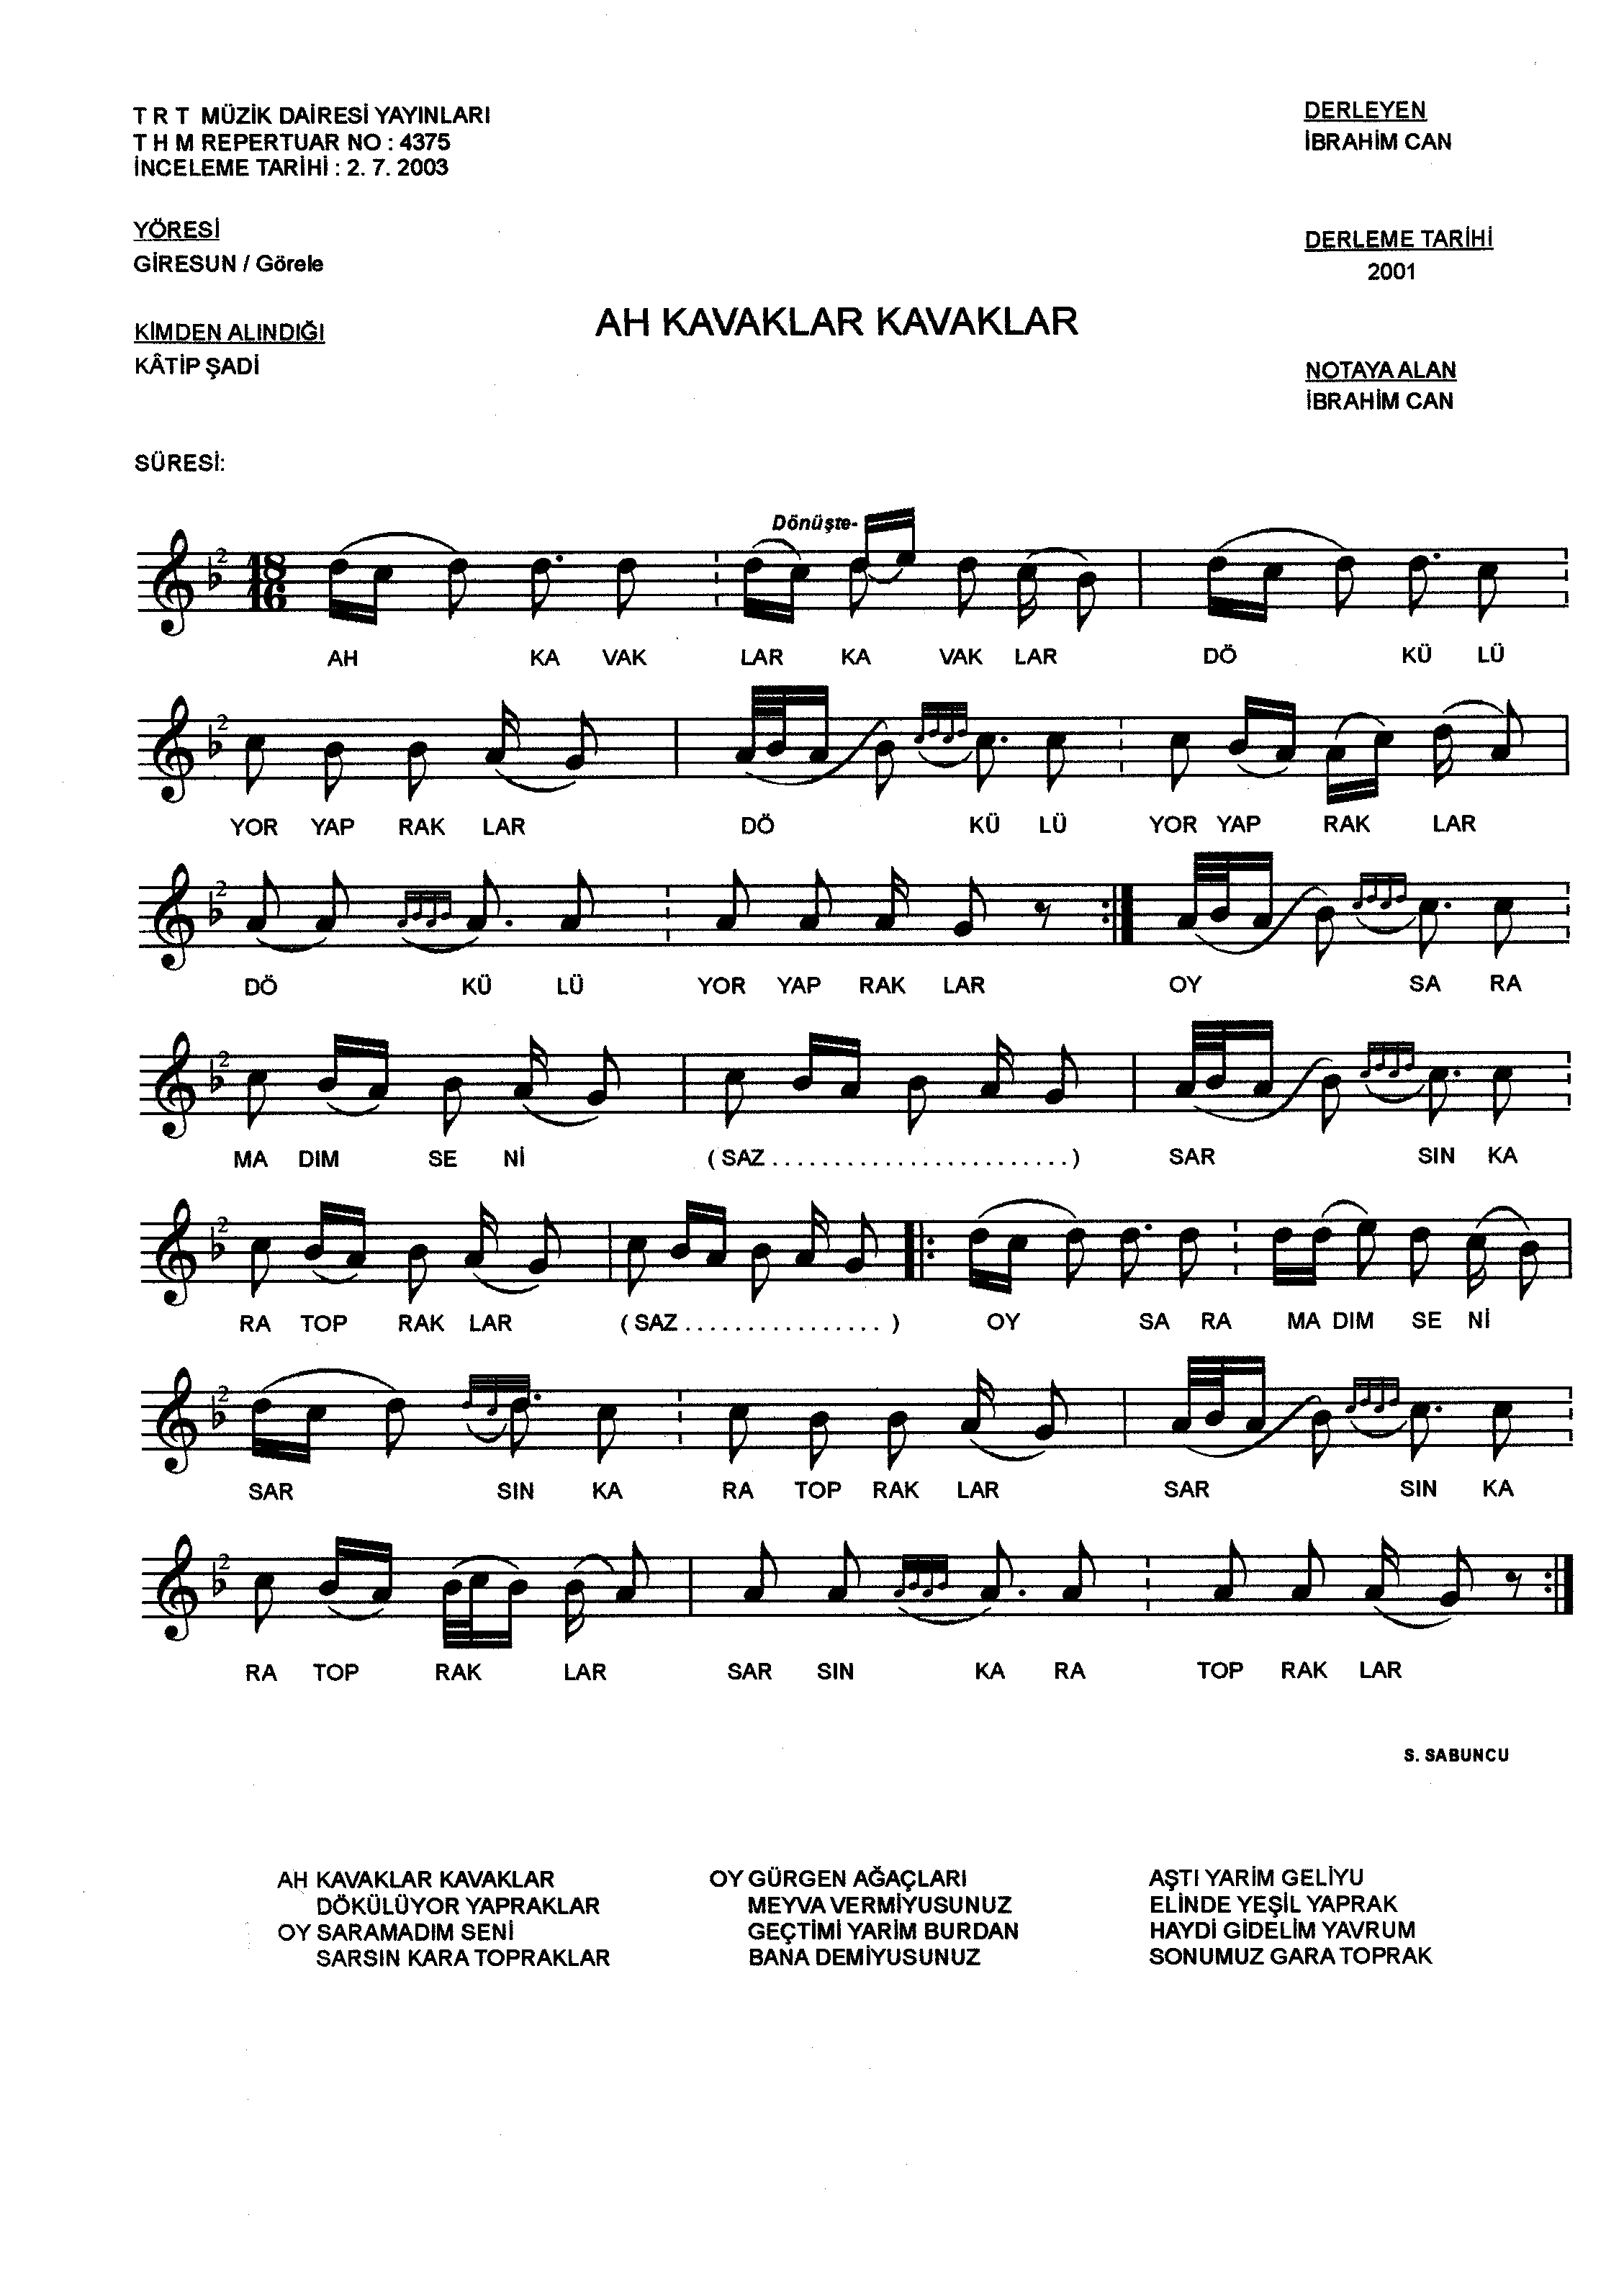 T R T MÜZİK DAİRESİ YAYINLARI
T H M REPERTUAR NO : 4375
İNCELEME TARİHİ : 2. 7. 2003
DERLEYEN
İBRAHİM CAN
YÖRESİ
GİRESUN / Görele
DERLEME TARİHİ
2001
AH KAVAKLAR KAVAKLAR
KİMDEN ALINDIĞI
KÂTİP ŞADİ
NOTAYA ALAN
İBRAHİM CAN
SÜRESİ:
Dönüşte-
2 18 16
AH KA VAK LAR KA VAK LAR DÖ KÜ LÜ
2
YOR YAP RAK LAR DÖ KÜ LÜ YOR YAP RAK LAR
2
DÖ KÜ LÜ YOR YAP RAK LAR OY SA RA
2
MA DIM SE Nİ ( SAZ . . . . . . . . . . . . . . . . . . . . . . . . ) SAR SIN KA
2
RA TOP RAK LAR ( SAZ . . . . . . . . . . . . . . . . ) OY SA RA MA DIM SE Nİ
2
SAR SIN KA RA TOP RAK LAR SAR SIN KA
2
RA TOP RAK LAR SAR SIN KA RA TOP RAK LAR
S. SABUNCU
AH KAVAKLAR KAVAKLAR
DÖKÜLÜYOR YAPRAKLAR
OY SARAMADIM SENİ
SARSIN KARA TOPRAKLAR
OY GÜRGEN AĞAÇLARI
MEYVA VERMİYUSUNUZ
GEÇTİMİ YARİM BURDAN
BANA DEMİYUSUNUZ
AŞTI YARİM GELİYU
ELİNDE YEŞİL YAPRAK
HAYDİ GİDELİM YAVRUM
SONUMUZ GARA TOPRAK